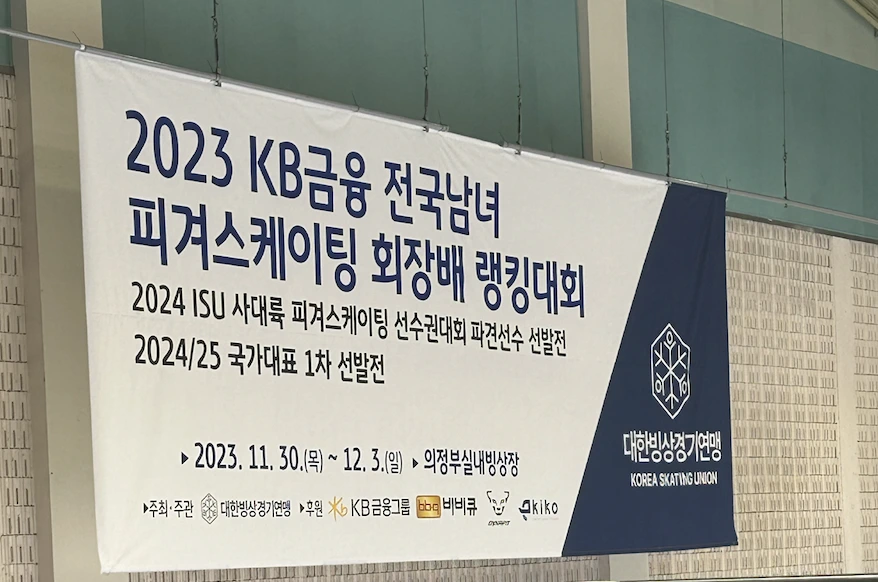 2023 KB금융 전국남녀
피겨스케이팅 회장배 랭킹대회
2024 ISU 사대륙 피겨스케이팅 선수권대회 파견선수 선발전
2024/25 국가대표 1차 선발전
▶2023. 11. 30.(목) ~ 12. 3.(일) ▶의정부실내빙상장
▶주최·주관 대한빙상경기연맹 ▶후원 KB금융그룹 bbq 비비큐 kiko
대한빙상경기연맹
KOREA SKATING UNION